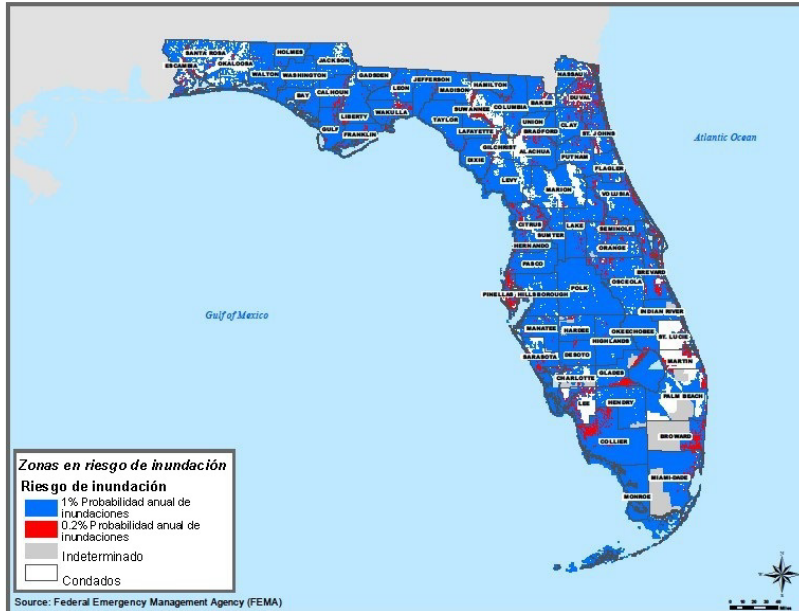 SANTA ROSA
HOLMES
ESCAMBIA
OKALOOSA
WALTON
WASHINGTON
JACKSON
BAY
CALHOUN
GADSDEN
LEON
JEFFERSON
MADISON
HAMILTON
LIBERTY
WAKULLA
GULF
FRANKLIN
TAYLOR
SUWANNEE
COLUMBIA
BAKER
NASSAU
DUVAL
LAFAYETTE
UNION
BRADFORD
CLAY
ST. JOHNS
GILCHRIST
ALACHUA
PUTNAM
DIXIE
FLAGLER
LEVY
MARION
VOLUSIA
CITRUS
SUMTER
LAKE
SEMINOLE
HERNANDO
ORANGE
PASCO
BREVARD
OSCEOLA
POLK
PINELLAS
HILLSBOROUGH
INDIAN RIVER
MANATEE
HARDEE
OKEECHOBEE
ST. LUCIE
HIGHLANDS
SARASOTA
DESOTO
MARTIN
CHARLOTTE
GLADES
LEE
HENDRY
PALM BEACH
COLLIER
BROWARD
MIAMI-DADE
MONROE
Atlantic Ocean
Gulf of Mexico
Zonas en riesgo de inundación
Riesgo de inundación
1% Probabilidad anual de
inundaciones
0.2% Probabilidad anual de
inundaciones
Indeterminado
Condados
Source: Federal Emergency Management Agency (FEMA)